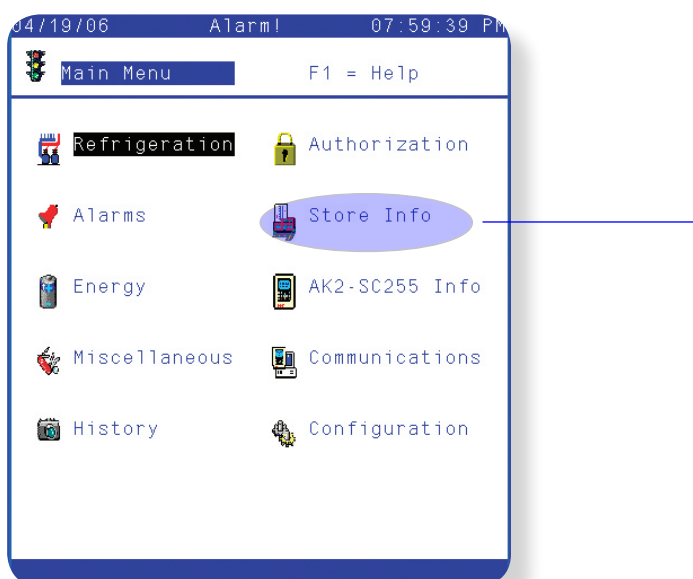 04/19/06 Alarm! 07:59:39 PM
Main Menu F1 = Help
Refrigeration Authorization
Alarms Store Info
Energy AK2-SC255 Info
Miscellaneous Communications
History Configuration